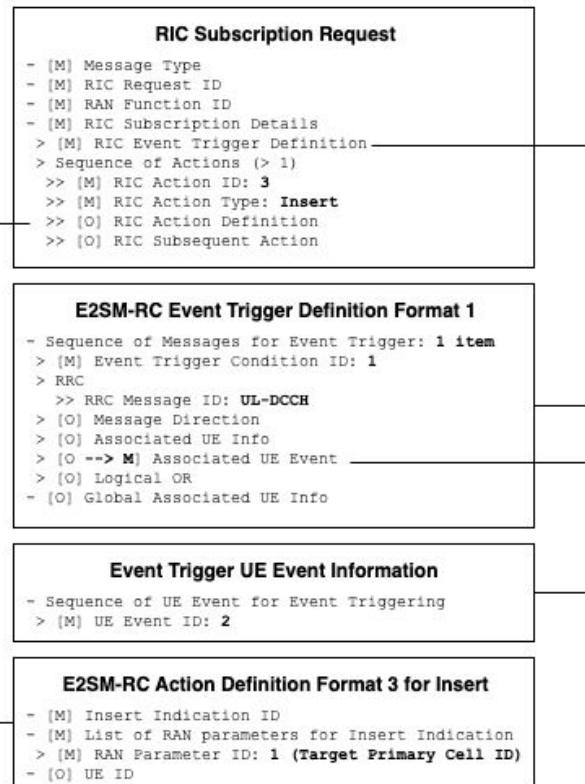 RIC Subscription Request
- [M] Message Type
- [M] RIC Request ID
- [M] RAN Function ID
- [M] RIC Subscription Details
> [M] RIC Event Trigger Definition
> Sequence of Actions (> 1)
>> [M] RIC Action ID: 3
>> [M] RIC Action Type: Insert
>> [O] RIC Action Definition
>> [O] RIC Subsequent Action
E2SM-RC Event Trigger Definition Format 1
- Sequence of Messages for Event Trigger: 1 item
> [M] Event Trigger Condition ID: 1
> RRC
>> RRC Message ID: UL-DCCH
> [O] Message Direction
> [O] Associated UE Info
> [O --> M] Associated UE Event
> [O] Logical OR
- [O] Global Associated UE Info
Event Trigger UE Event Information
- Sequence of UE Event for Event Triggering
> [M] UE Event ID: 2
E2SM-RC Action Definition Format 3 for Insert
- [M] Insert Indication ID
- [M] List of RAN parameters for Insert Indication
> [M] RAN Parameter ID: 1 (Target Primary Cell ID)
- [O] UE ID